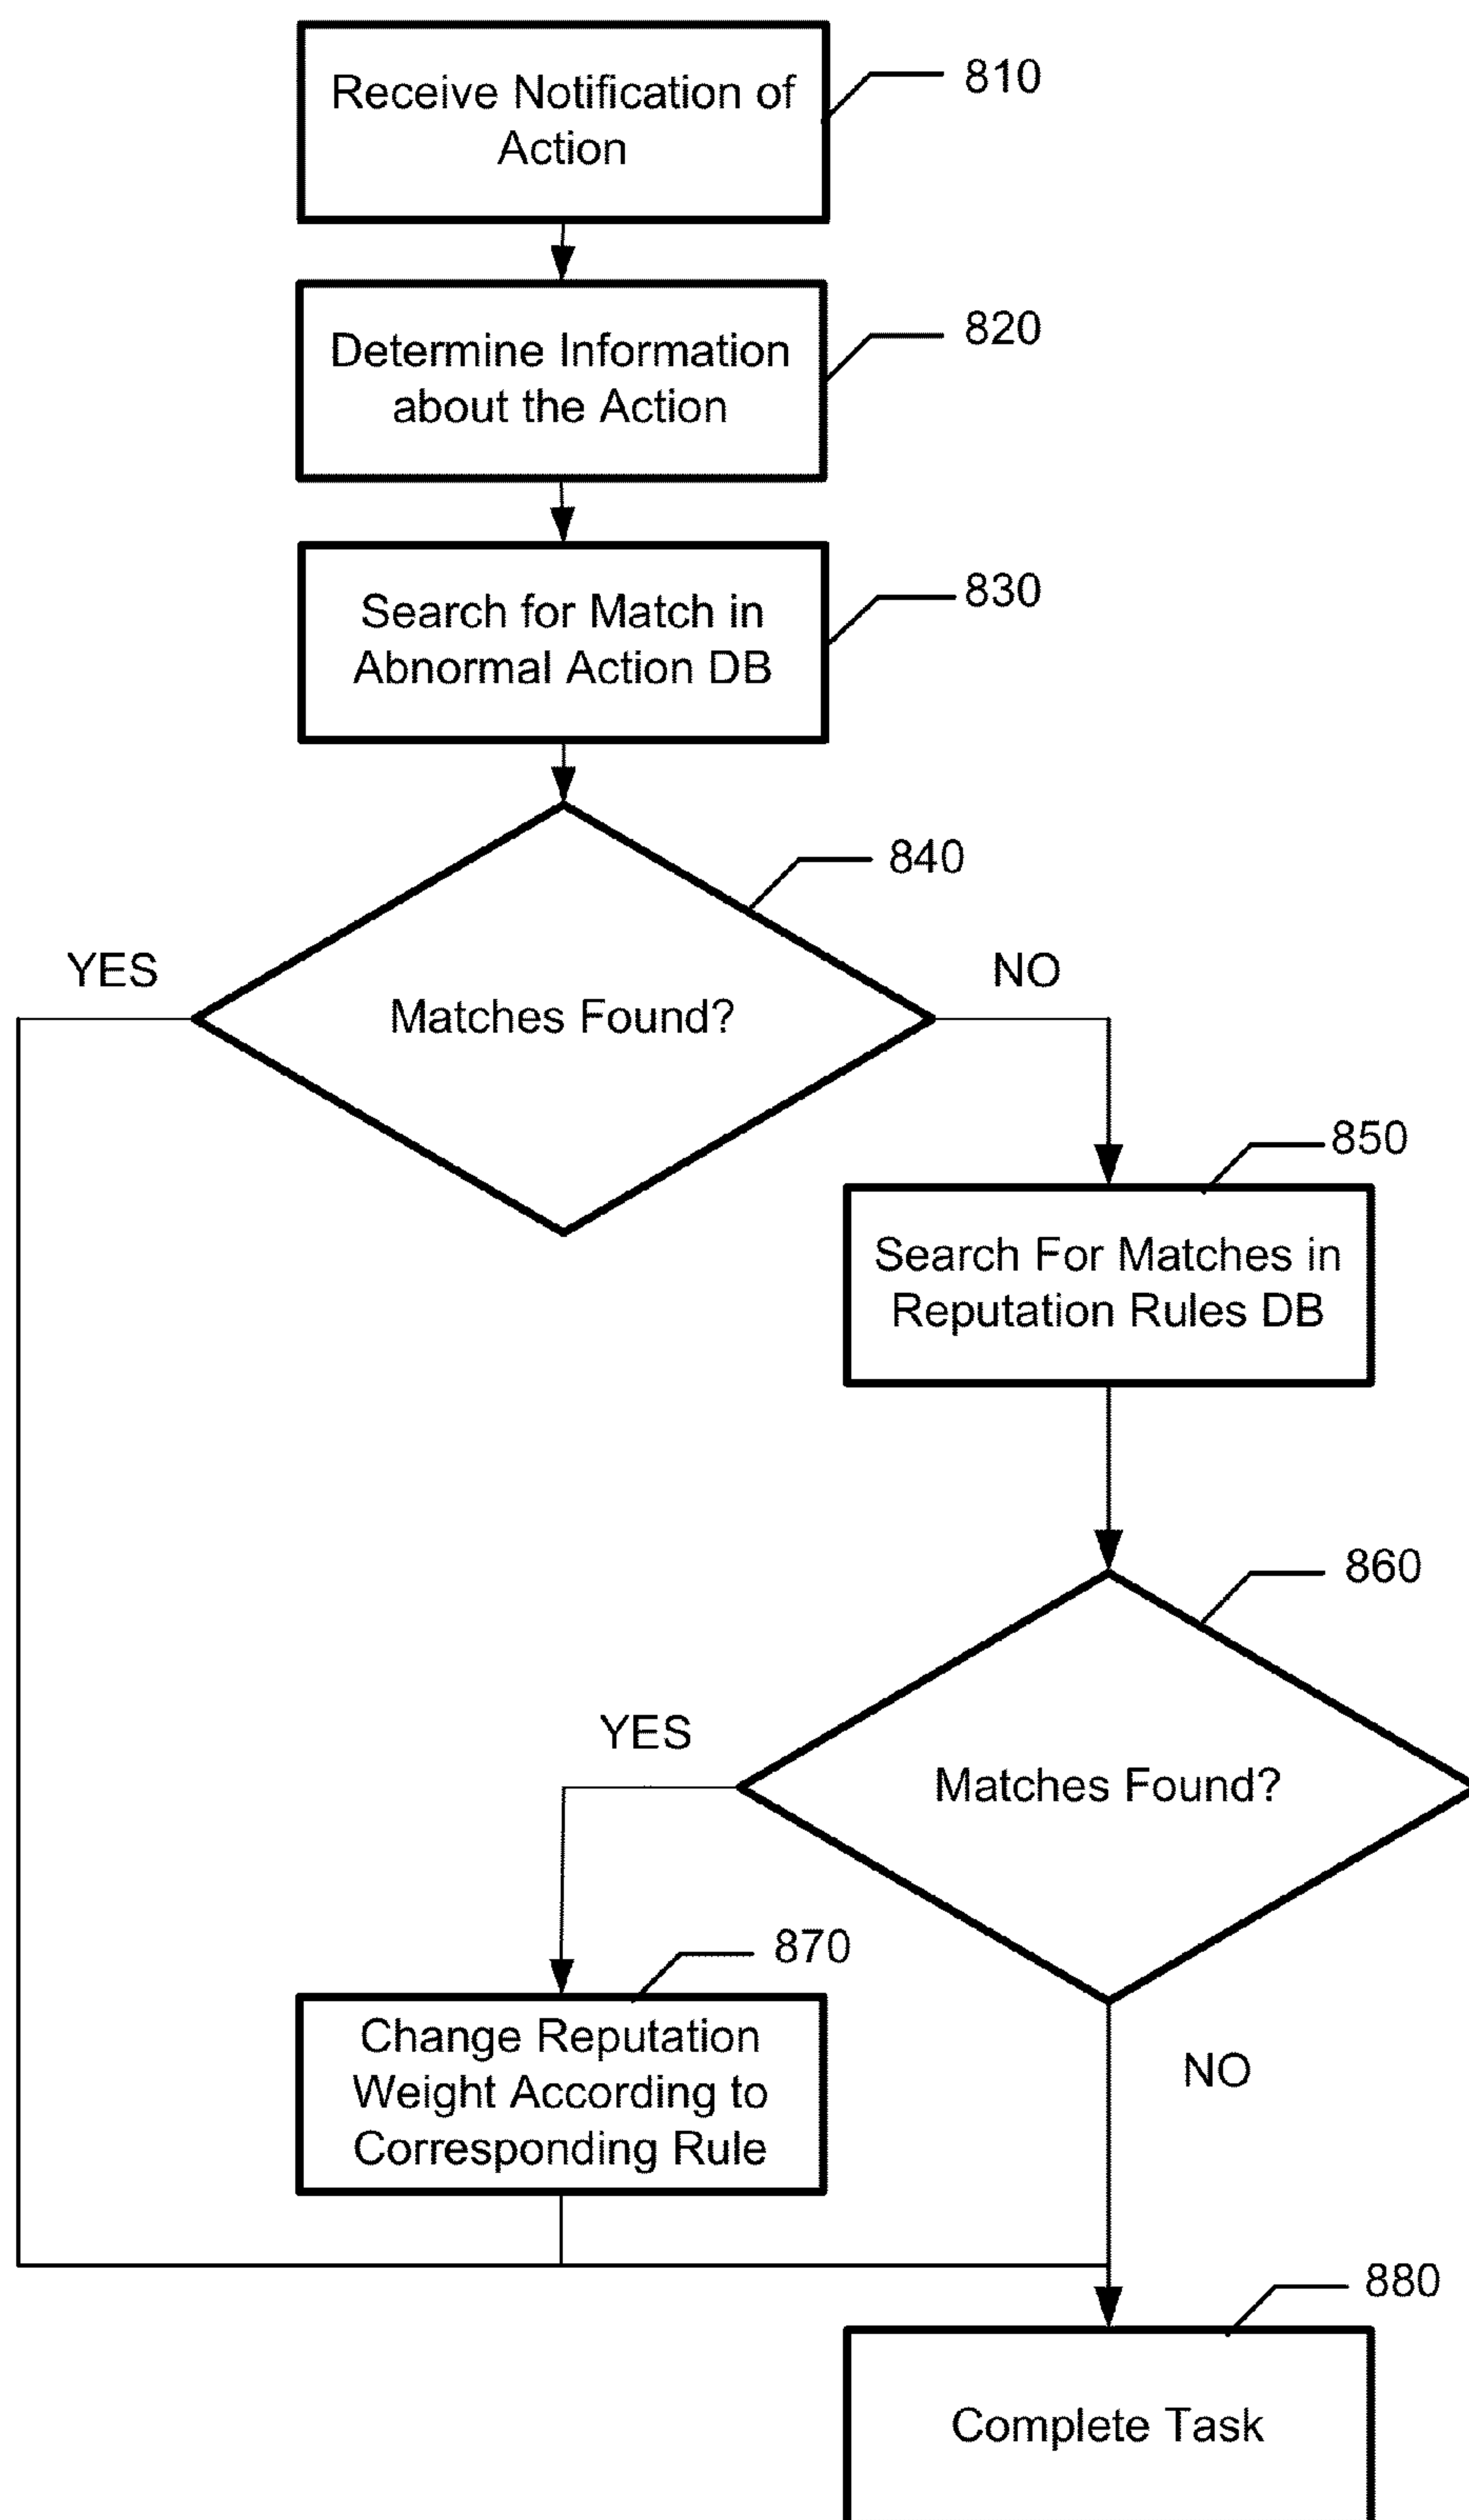 Receive Notification of
Action
810
Determine Information
about the Action
820
Search for Match in
Abnormal Action DB
830
840
YES
Matches Found?
NO
850
Search For Matches in
Reputation Rules DB
860
YES
Matches Found?
870
Change Reputation
Weight According to
Corresponding Rule
NO
880
Complete Task